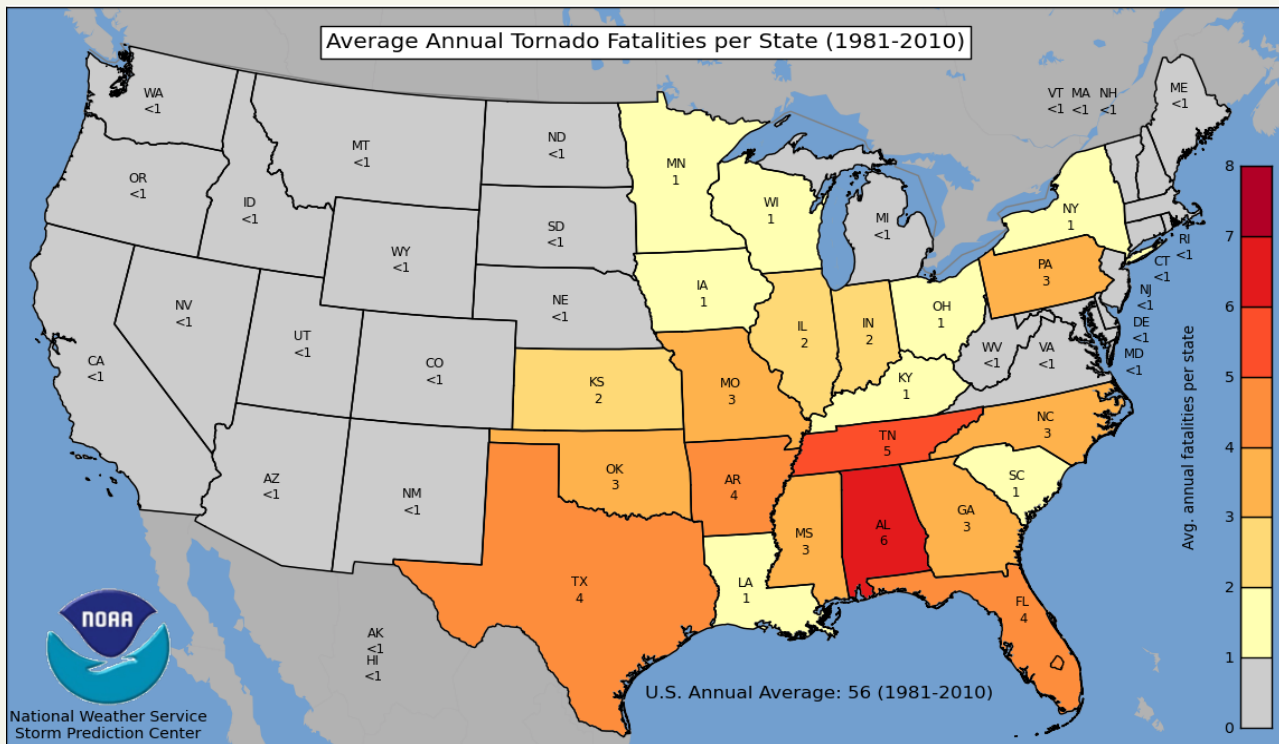 Average Annual Tornado Fatalities per State (1981-2010)
WA
<1
MT
<1
ND
<1
MN
1
VT MA NH
<1 <1 <1
ME
<1
OR
<1
ID
<1
WY
<1
SD
<1
WI
1
MI
<1
NY
1
RI
<1
CT
<1
NV
<1
UT
<1
CO
<1
NE
<1
IA
1
IL
2
IN
2
OH
1
PA
3
NJ
<1
DE
<1
MD
<1
CA
<1
KS
2
MO
3
KY
1
WV
<1
VA
<1
AZ
<1
NM
<1
OK
3
AR
4
TN
5
NC
3
SC
1
TX
4
LA
1
MS
3
AL
6
GA
3
FL
4
AK
<1
HI
<1
U.S. Annual Average: 56 (1981-2010)
NOAA
National Weather Service
Storm Prediction Center
Avg. annual fatalities per state
8
7
6
5
4
3
2
1
0